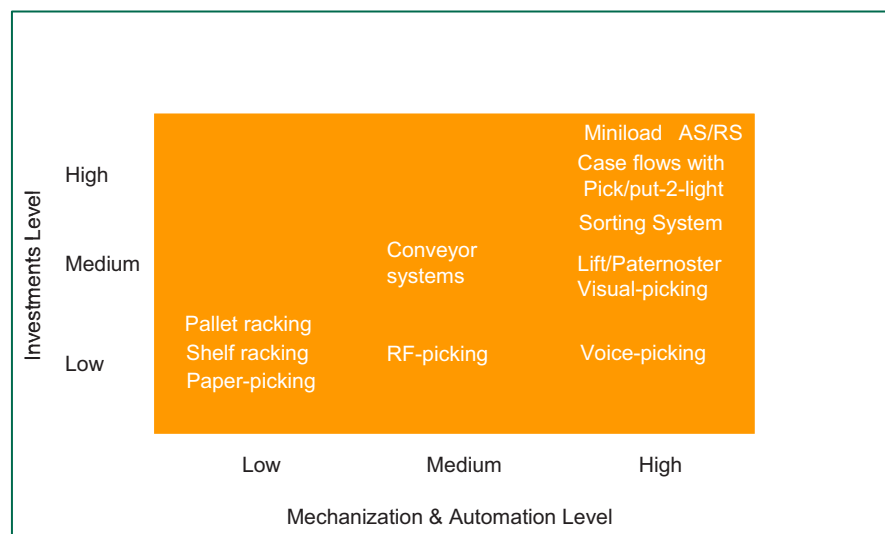 Miniload AS/RS
High
Case flows with
Pick/put-2-light
Sorting System
Investments Level
Medium
Conveyor
systems
Lift/Paternoster
Visual-picking
Pallet racking
Low
Shelf racking
RF-picking
Voice-picking
Paper-picking
Low
Medium
High
Mechanization & Automation Level